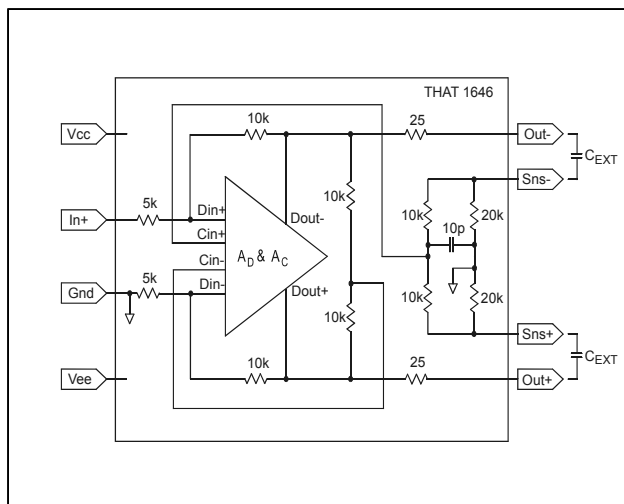 THAT 1646
10k
25
Vcc
Out-
C_EXT
Sns-
10k
10k
20k
10p
In+
5k
Din+
Dout-
Cin+
A_D & A_C
Cin-
Gnd
5k
Din-
Dout+
10k
10k
20k
Sns+
C_EXT
10k
25
Vee
Out+